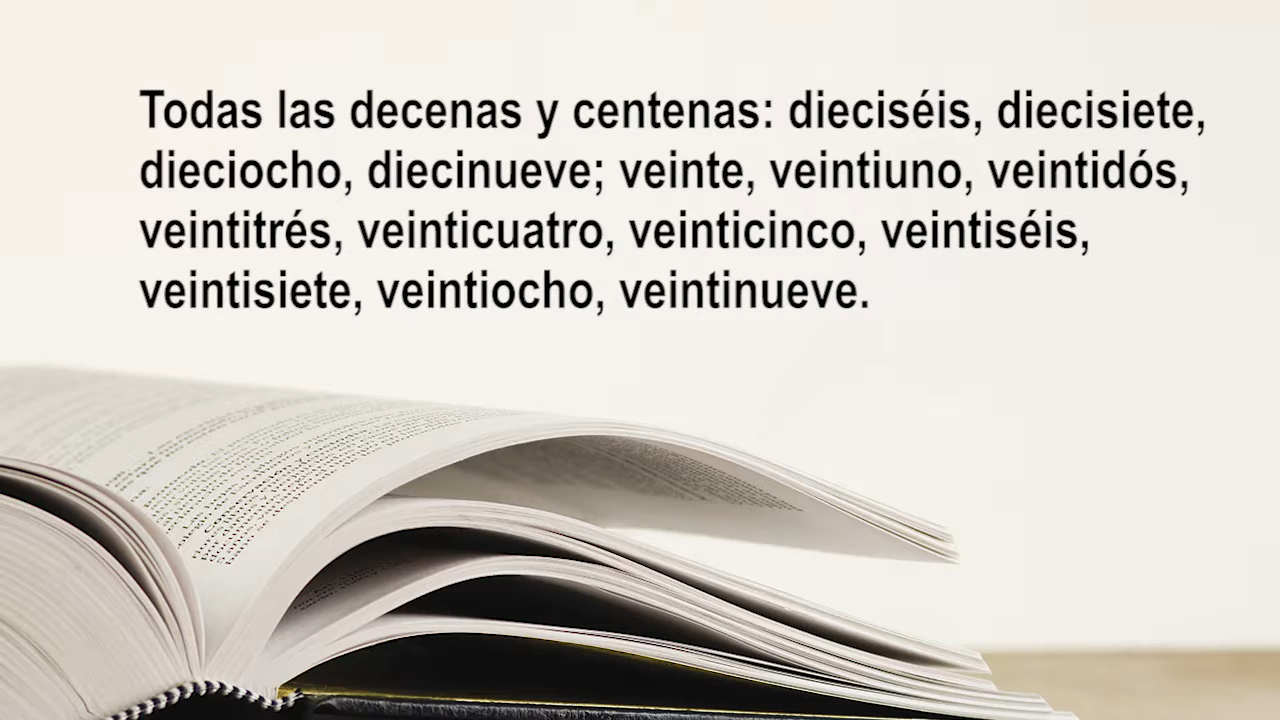 Todas las decenas y centenas: dieciséis, diecisiete,
dieciocho, diecinueve; veinte, veintiuno, veintidós,
veintitrés, veinticuatro, veinticinco, veintiséis,
veintisiete, veintiocho, veintinueve.